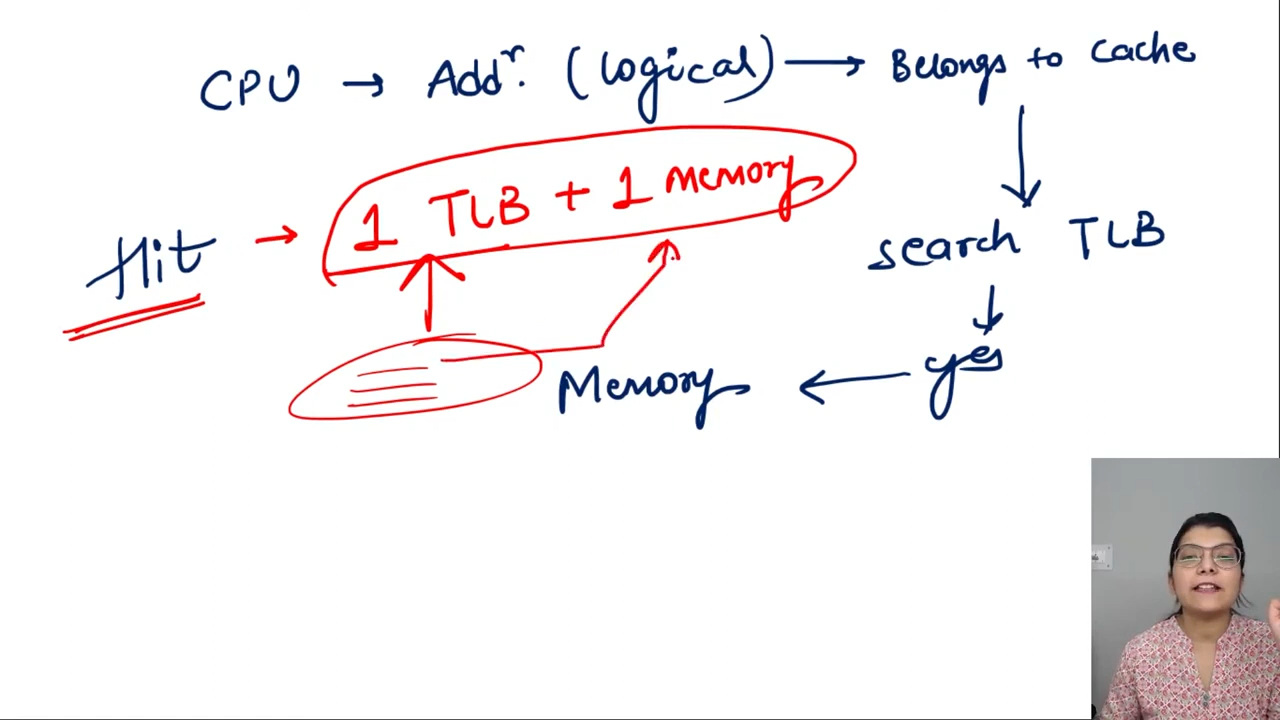 CPU → Addr. (logical) → Belongs to cache
Hit → 1 TLB + 1 memory
search TLB
Memory ← yes